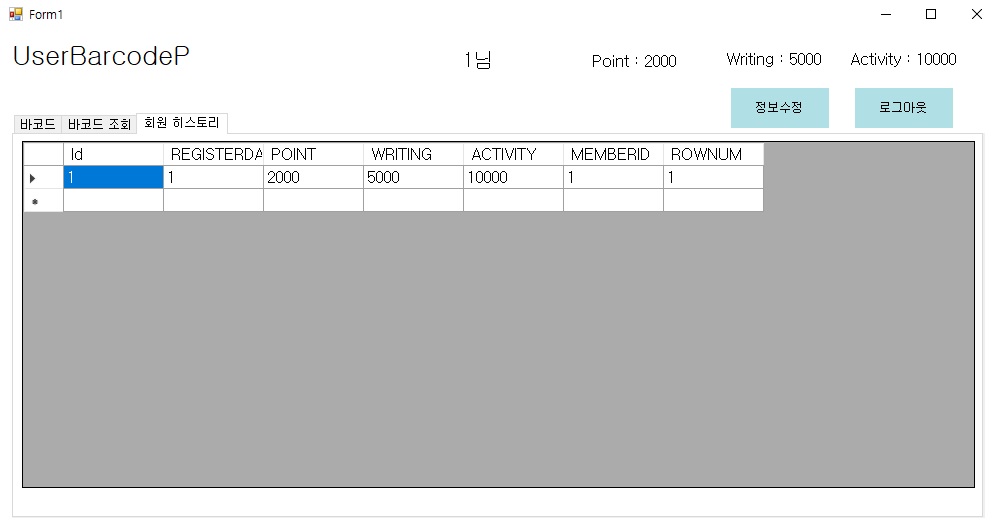 Form1
UserBarcodeP
1님
Point : 2000
Writing : 5000
Activity : 10000
정보수정
로그아웃
바코드
바코드 조회
회원 히스토리
Id REGISTERDA POINT WRITING ACTIVITY MEMBERID ROWNUM
1 1 2000 5000 10000 1 1